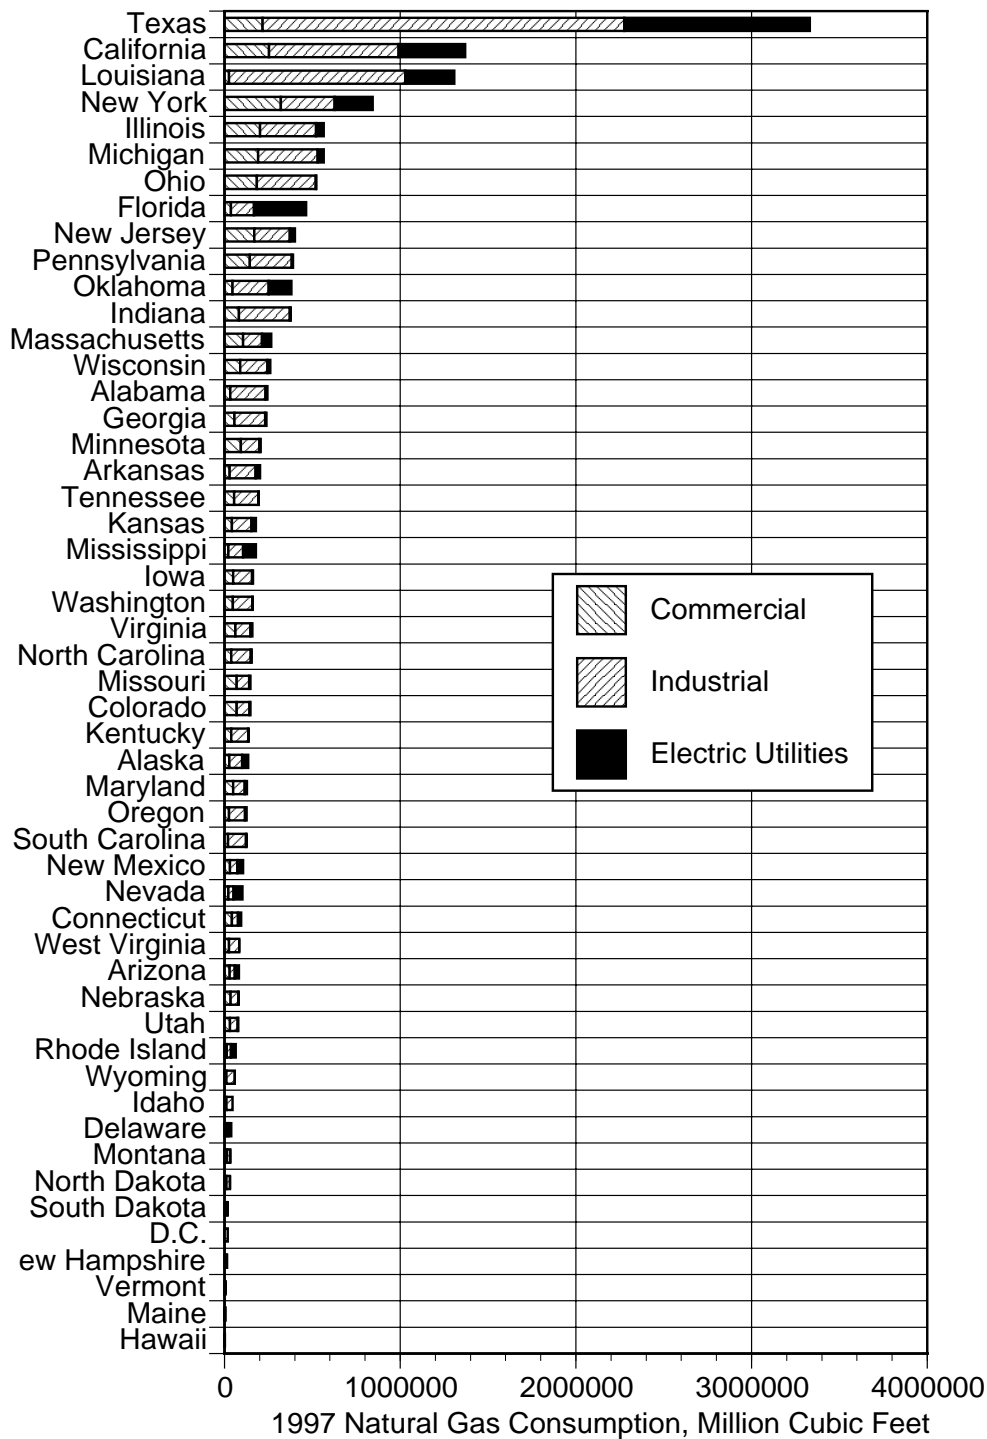 Texas
California
Louisiana
New York
Illinois
Michigan
Ohio
Florida
New Jersey
Pennsylvania
Oklahoma
Indiana
Massachusetts
Wisconsin
Alabama
Georgia
Minnesota
Arkansas
Tennessee
Kansas
Mississippi
Iowa
Washington
Virginia
North Carolina
Missouri
Colorado
Kentucky
Alaska
Maryland
Oregon
South Carolina
New Mexico
Nevada
Connecticut
West Virginia
Arizona
Nebraska
Utah
Rhode Island
Wyoming
Idaho
Delaware
Montana
North Dakota
South Dakota
D.C.
ew Hampshire
Vermont
Maine
Hawaii
Commercial
Industrial
Electric Utilities
0 1000000 2000000 3000000 4000000
1997 Natural Gas Consumption, Million Cubic Feet